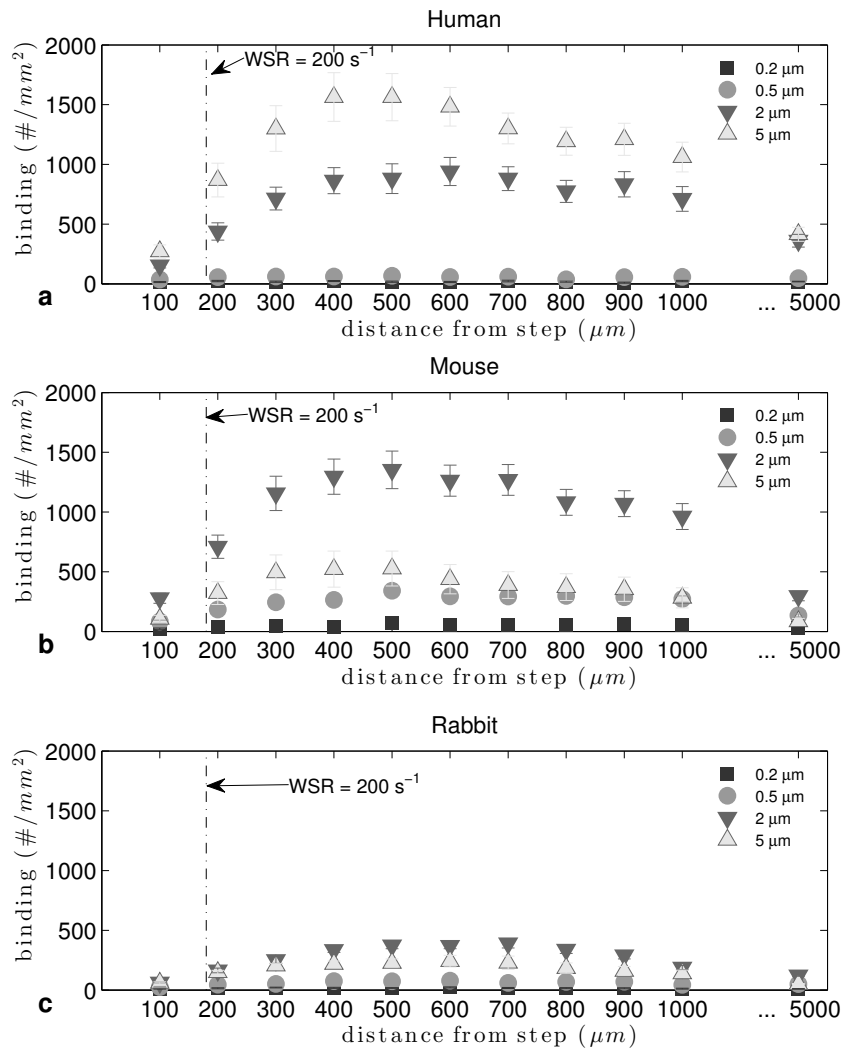 Human
2000
1500
1000
500
0
binding (#/mm²)
WSR = 200 s⁻¹
0.2 μm
0.5 μm
2 μm
5 μm
100 200 300 400 500 600 700 800 900 1000 ... 5000
a
distance from step (μm)
Mouse
2000
1500
1000
500
0
binding (#/mm²)
WSR = 200 s⁻¹
0.2 μm
0.5 μm
2 μm
5 μm
100 200 300 400 500 600 700 800 900 1000 ... 5000
b
distance from step (μm)
Rabbit
2000
1500
1000
500
0
binding (#/mm²)
WSR = 200 s⁻¹
0.2 μm
0.5 μm
2 μm
5 μm
100 200 300 400 500 600 700 800 900 1000 ... 5000
c
distance from step (μm)